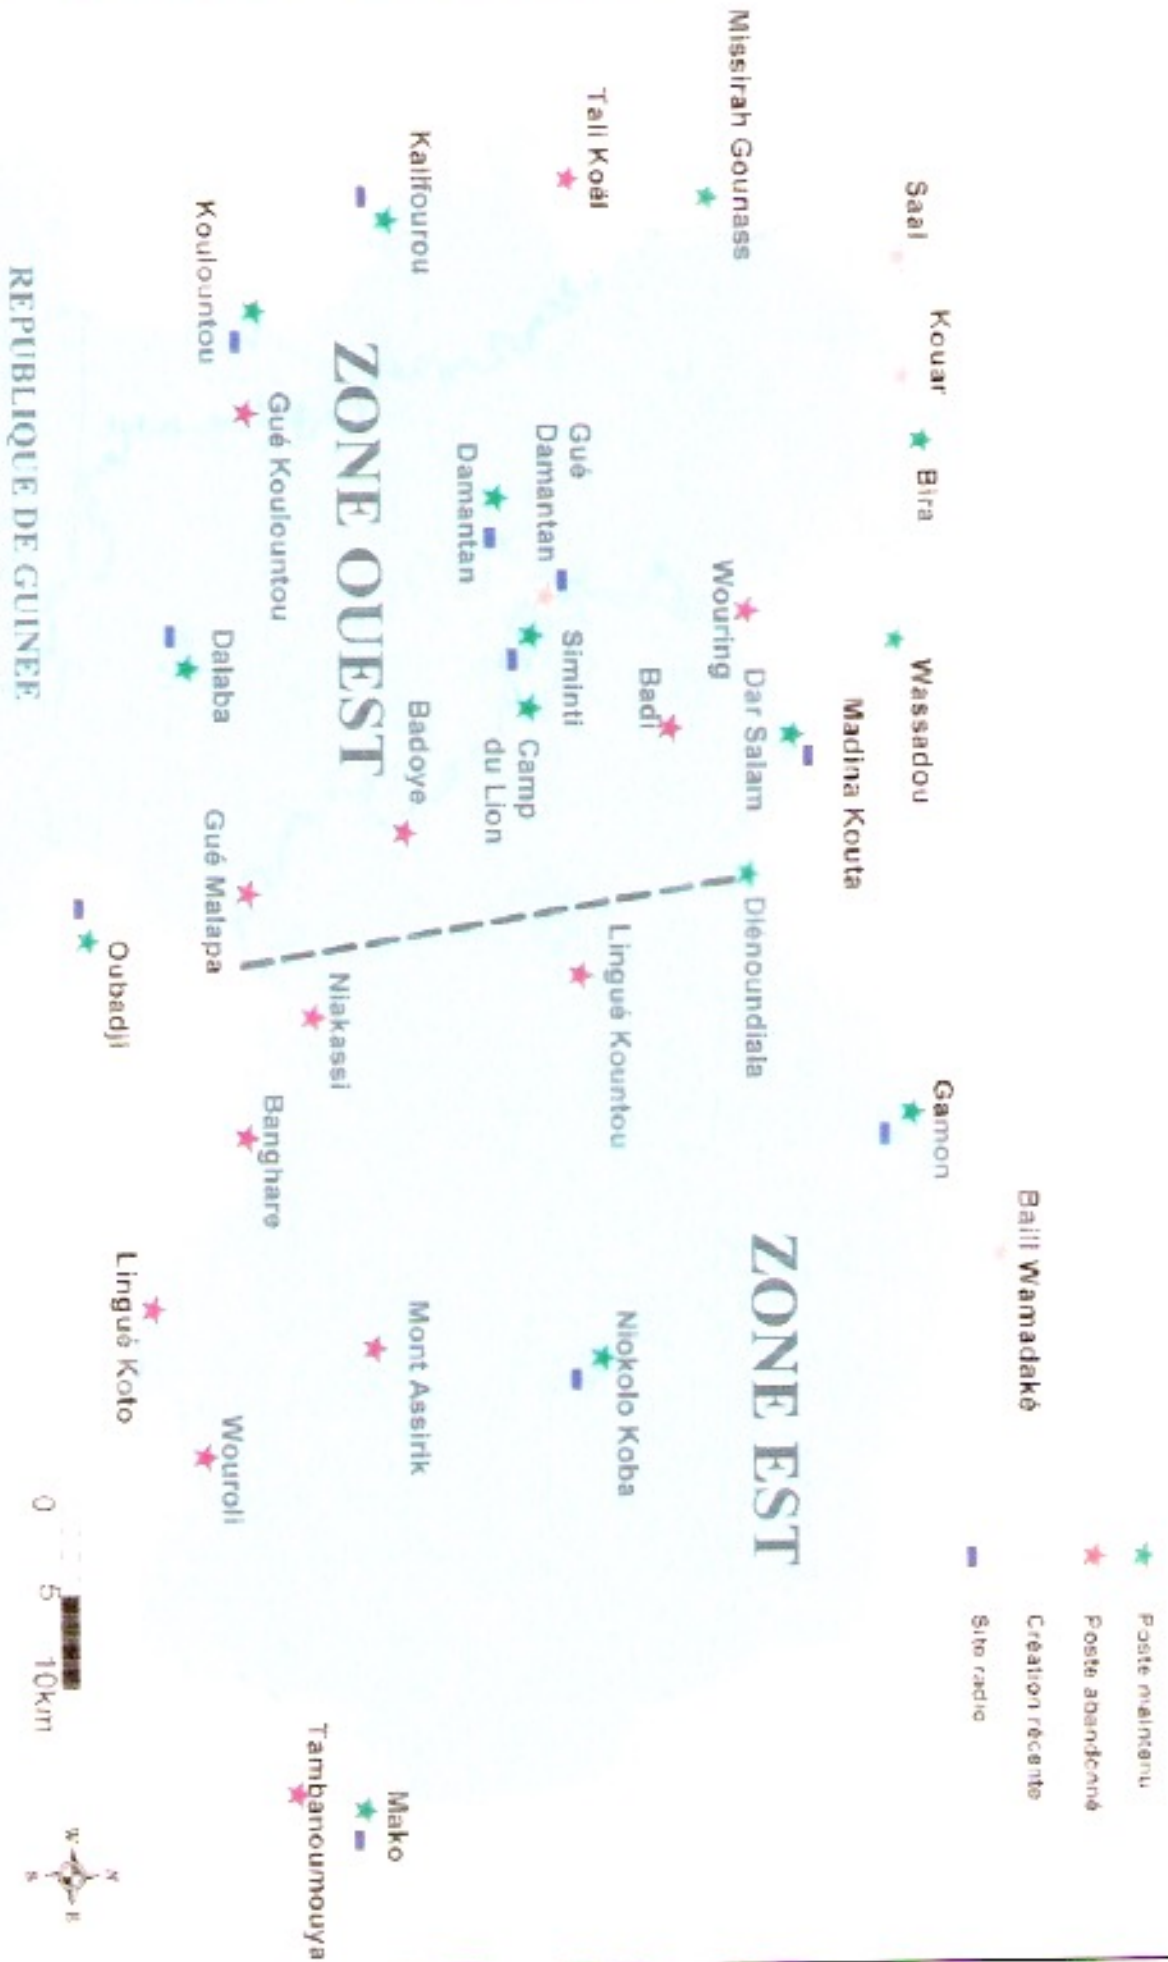 Poste maintenu
Poste abandonné
Création récente
Site radio
Baill Wamadaké
Saal
Kouar
Bira
Wassadou
Gamon
Madina Kouta
Missirah Gounass
Dar Salam
Diénoundiala
ZONE EST
Wouring
Badi
Tali Koël
Gué
Damantan
Siminti
Lingué Kountou
Niokolo Koba
Camp
du Lion
Damantan
Kalifourou
Badoye
Mont Assirik
Mako
ZONE OUEST
Niakassi
Tambanoumouya
Gué Koulountou
Banghare
Dalaba
Wouroli
Koulountou
Gué Malapa
Oubadji
Lingué Koto
N
W
E
S
0
5
10km
REPUBLIQUE DE GUINEE